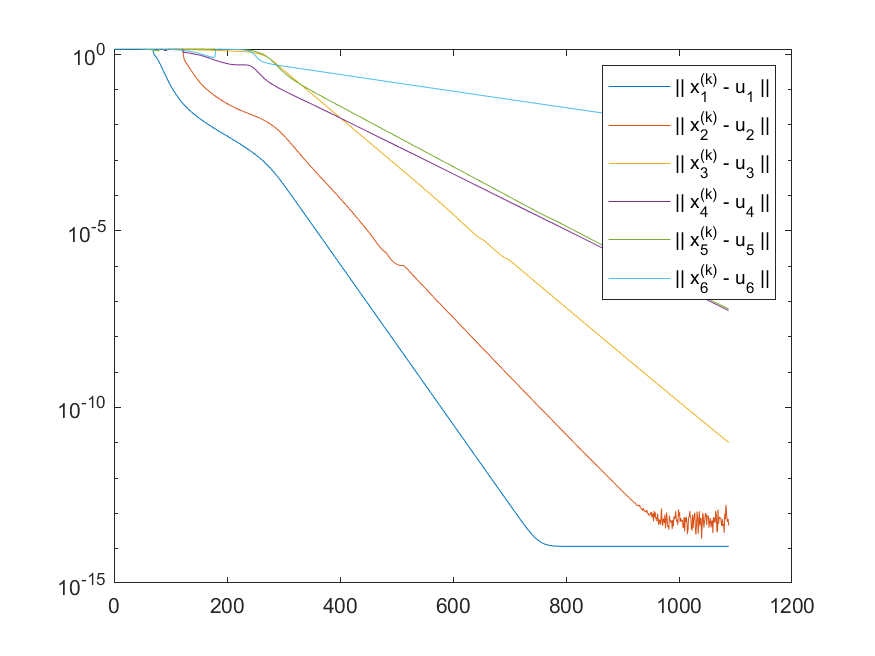 10^0
10^-5
10^-10
10^-15
0 200 400 600 800 1000 1200
|| x_1^(k) - u_1 ||
|| x_2^(k) - u_2 ||
|| x_3^(k) - u_3 ||
|| x_4^(k) - u_4 ||
|| x_5^(k) - u_5 ||
|| x_6^(k) - u_6 ||